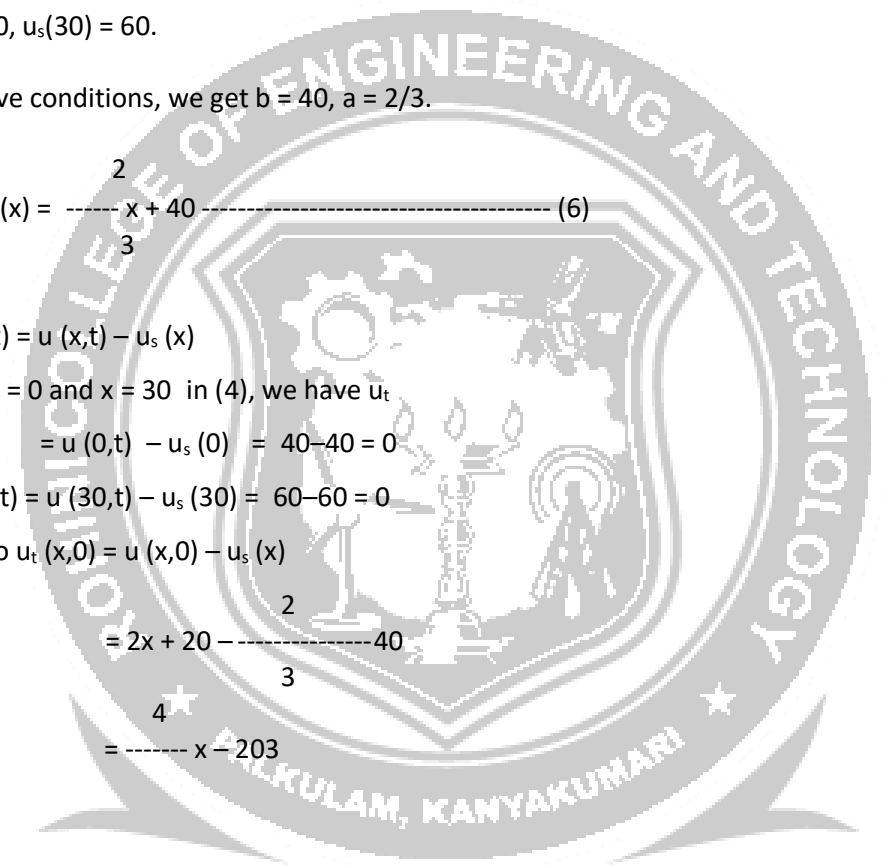 0, uₛ(30) = 60.
ve conditions, we get b = 40, a = 2/3.
2
(x) = ------ x + 40 --------------------------------------- (6)
3
t) = u (x,t) – uₛ (x)
= 0 and x = 30 in (4), we have uₜ
= u (0,t) – uₛ (0) = 40–40 = 0
t) = u (30,t) – uₛ (30) = 60–60 = 0
o uₜ (x,0) = u (x,0) – uₛ (x)
2
= 2x + 20 – ------------------40
3
4
= ------- x – 203
COLLEGE OF ENGINEERING AND TECHNOLOGY
KANYAKUMARI